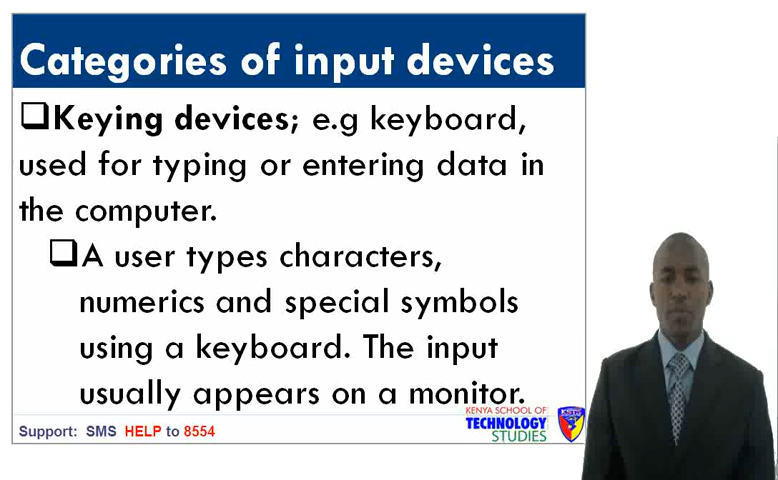 Categories of input devices
❑Keying devices; e.g keyboard,
used for typing or entering data in
the computer.
❑A user types characters,
numerics and special symbols
using a keyboard. The input
usually appears on a monitor.
Support: SMS HELP to 8554
KENYA SCHOOL OF
TECHNOLOGY
STUDIES